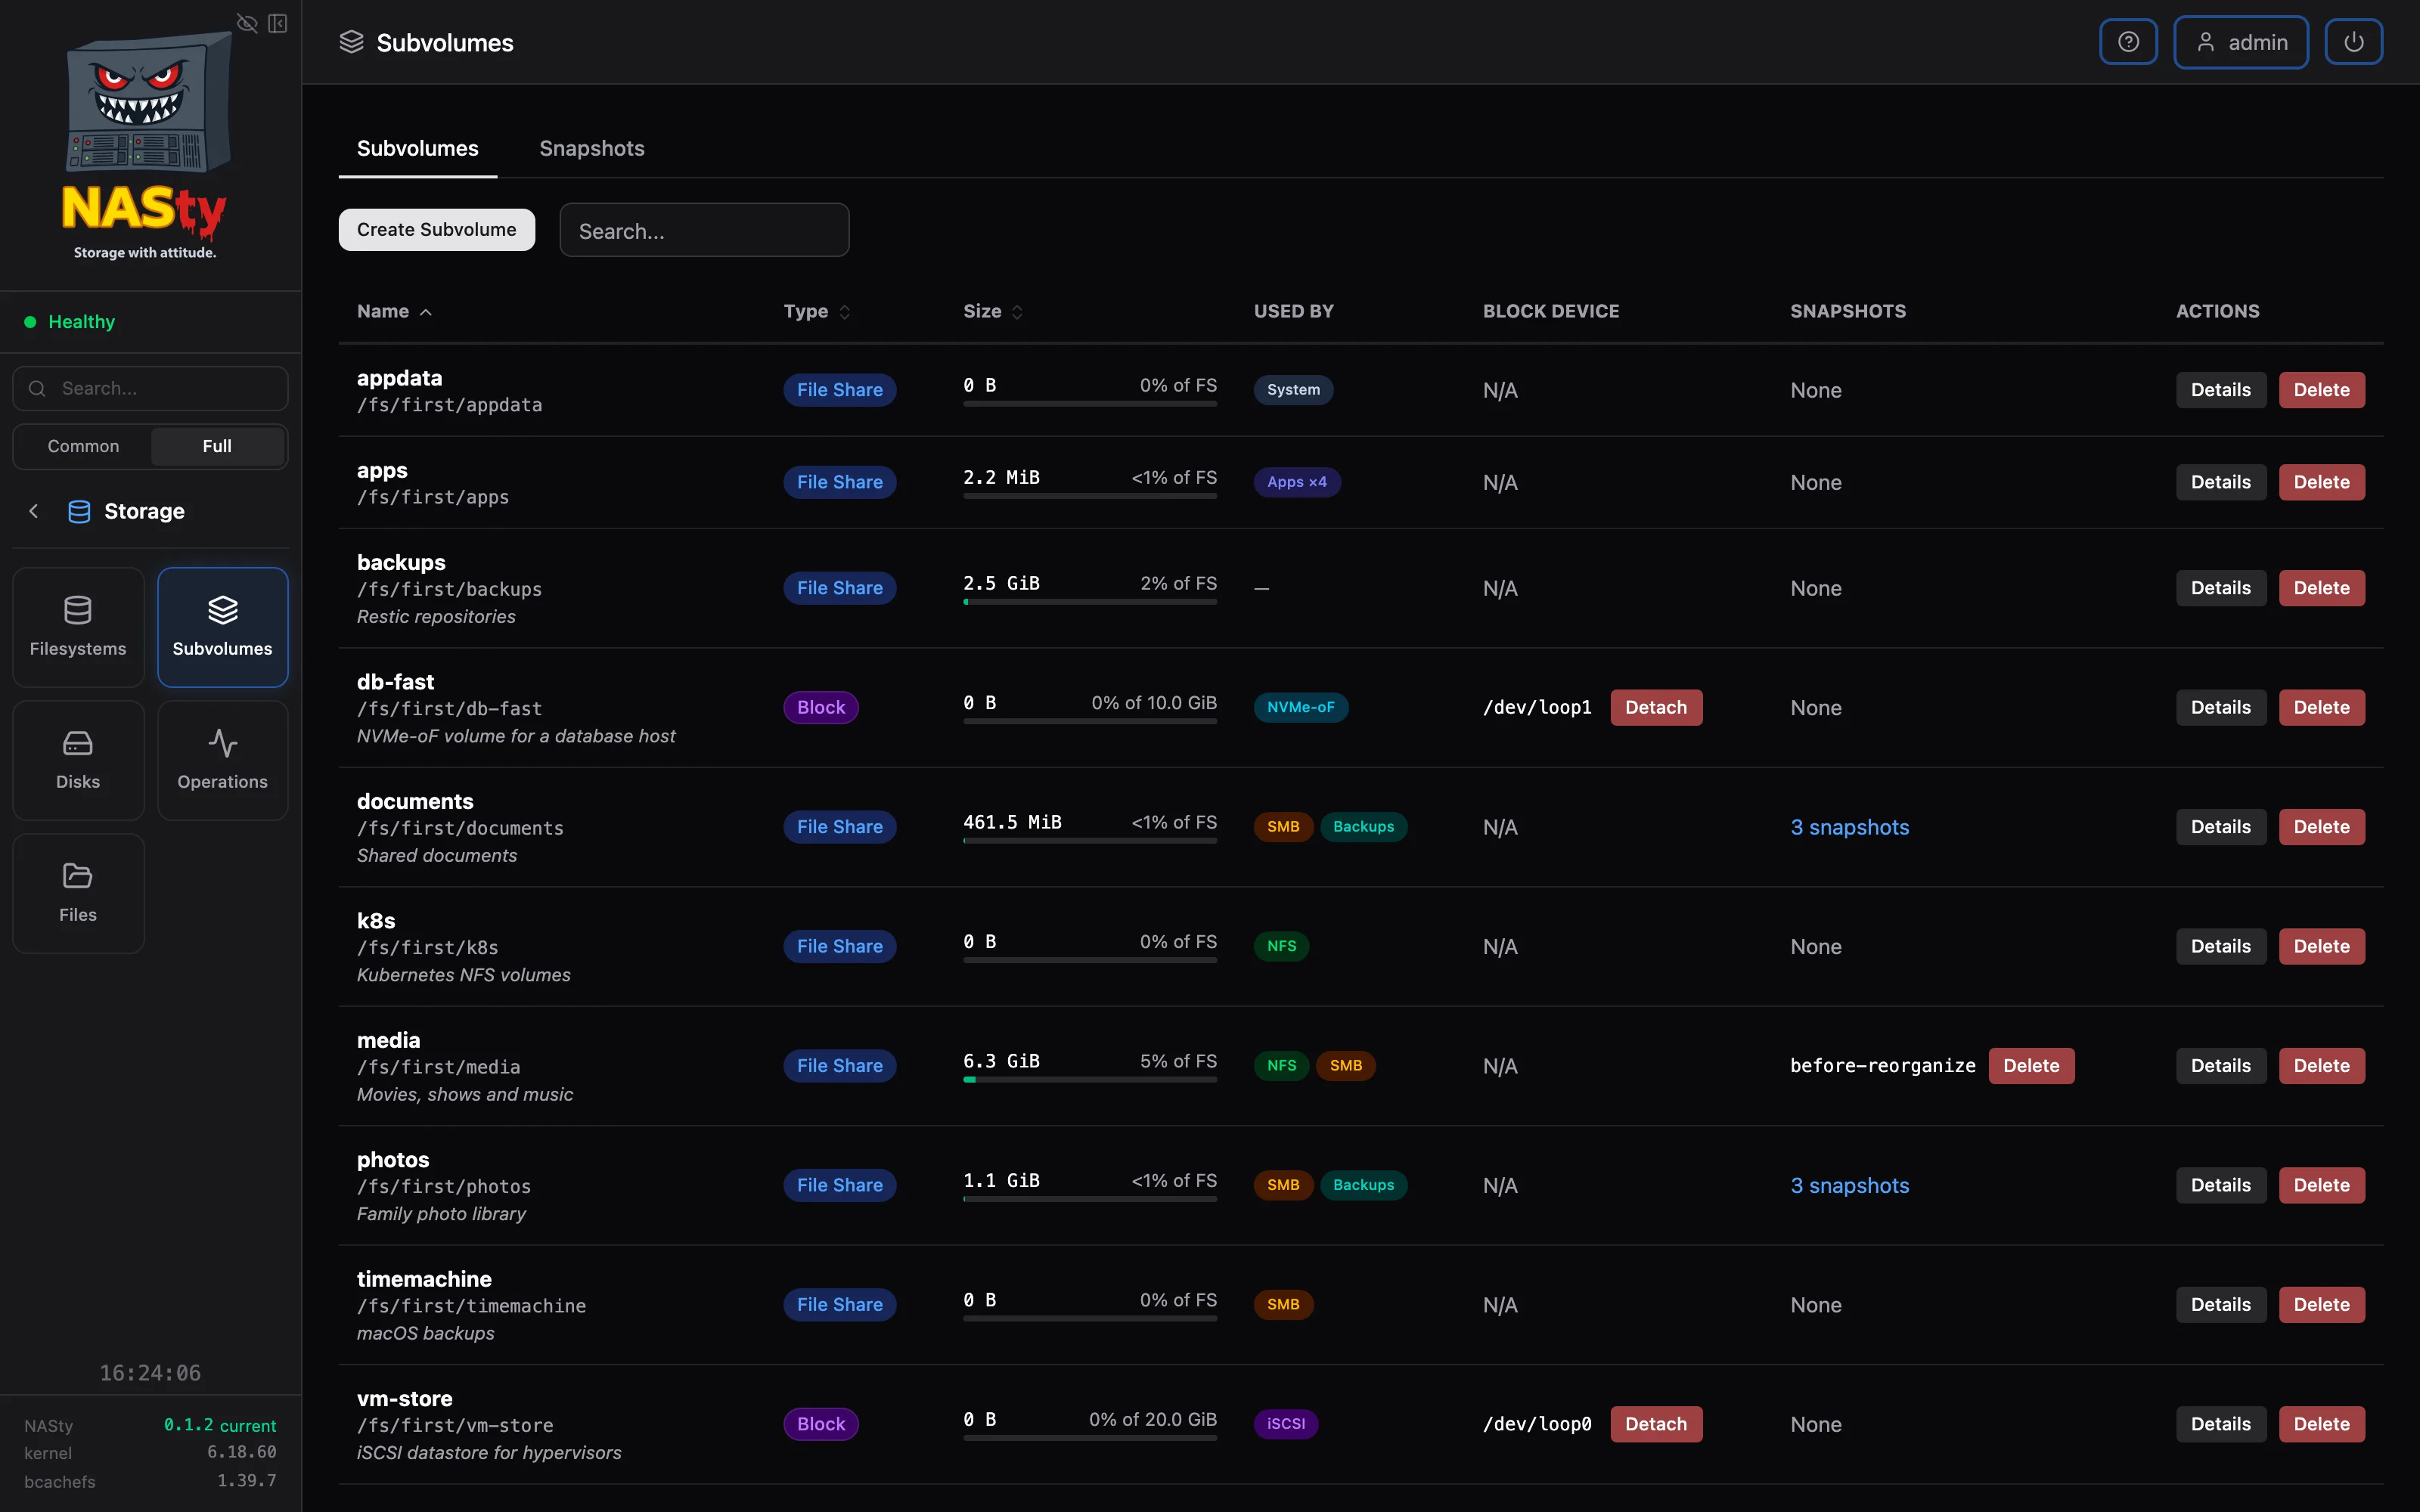 NASty
Storage with attitude.
Healthy
Search...
Common Full
Storage
Filesystems Subvolumes
Disks Operations
Files
16:24:06
NASty 0.1.2 current
kernel 6.18.60
bcachefs 1.39.7
Subvolumes
admin
Subvolumes Snapshots
Create Subvolume Search...
Name Type Size USED BY BLOCK DEVICE SNAPSHOTS ACTIONS
appdata
/fs/first/appdata
File Share 0 B 0% of FS System N/A None Details Delete
apps
/fs/first/apps
File Share 2.2 MiB <1% of FS Apps ×4 N/A None Details Delete
backups
/fs/first/backups
Restic repositories
File Share 2.5 GiB 2% of FS — N/A None Details Delete
db-fast
/fs/first/db-fast
NVMe-oF volume for a database host
Block 0 B 0% of 10.0 GiB NVMe-oF /dev/loop1 Detach None Details Delete
documents
/fs/first/documents
Shared documents
File Share 461.5 MiB <1% of FS SMB Backups N/A 3 snapshots Details Delete
k8s
/fs/first/k8s
Kubernetes NFS volumes
File Share 0 B 0% of FS NFS N/A None Details Delete
media
/fs/first/media
Movies, shows and music
File Share 6.3 GiB 5% of FS NFS SMB N/A before-reorganize Delete Details Delete
photos
/fs/first/photos
Family photo library
File Share 1.1 GiB <1% of FS SMB Backups N/A 3 snapshots Details Delete
timemachine
/fs/first/timemachine
macOS backups
File Share 0 B 0% of FS SMB N/A None Details Delete
vm-store
/fs/first/vm-store
iSCSI datastore for hypervisors
Block 0 B 0% of 20.0 GiB iSCSI /dev/loop0 Detach None Details Delete